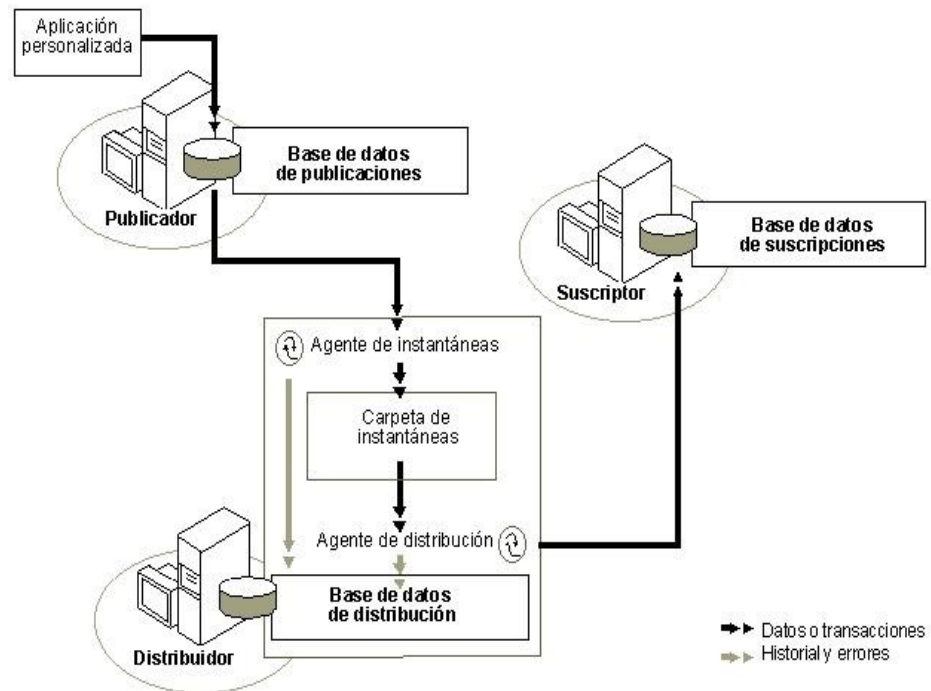 Aplicación
personalizada
Base de datos
de publicaciones
Publicador
Base de datos
de suscripciones
Suscriptor
Agente de instantáneas
Carpeta de
instantáneas
Agente de distribución
Base de datos
de distribución
Distribuidor
Datos o transacciones
Historial y errores